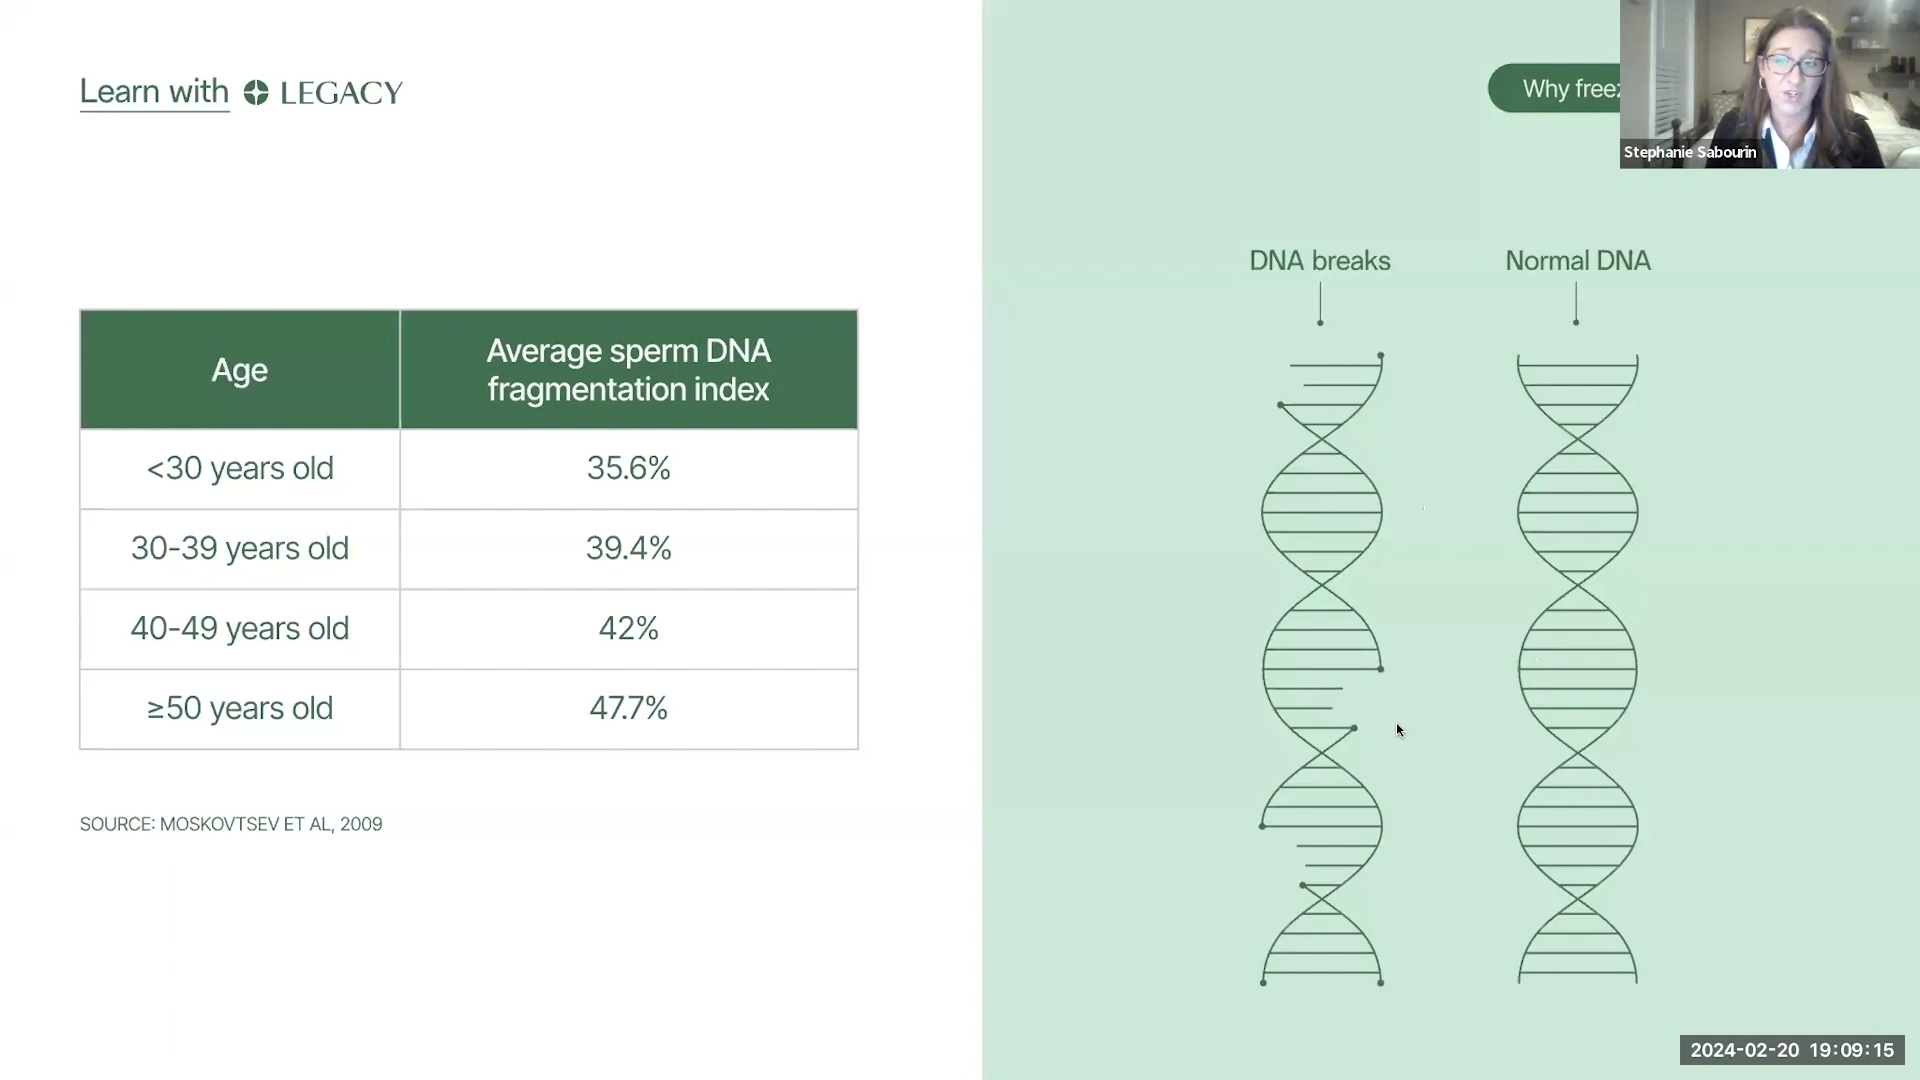 Learn with LEGACY
Why freez
Stephanie Sabourin
Age
Average sperm DNA
fragmentation index
<30 years old
35.6%
30-39 years old
39.4%
40-49 years old
42%
≥50 years old
47.7%
SOURCE: MOSKOVTSEV ET AL, 2009
DNA breaks
Normal DNA
2024-02-20 19:09:15